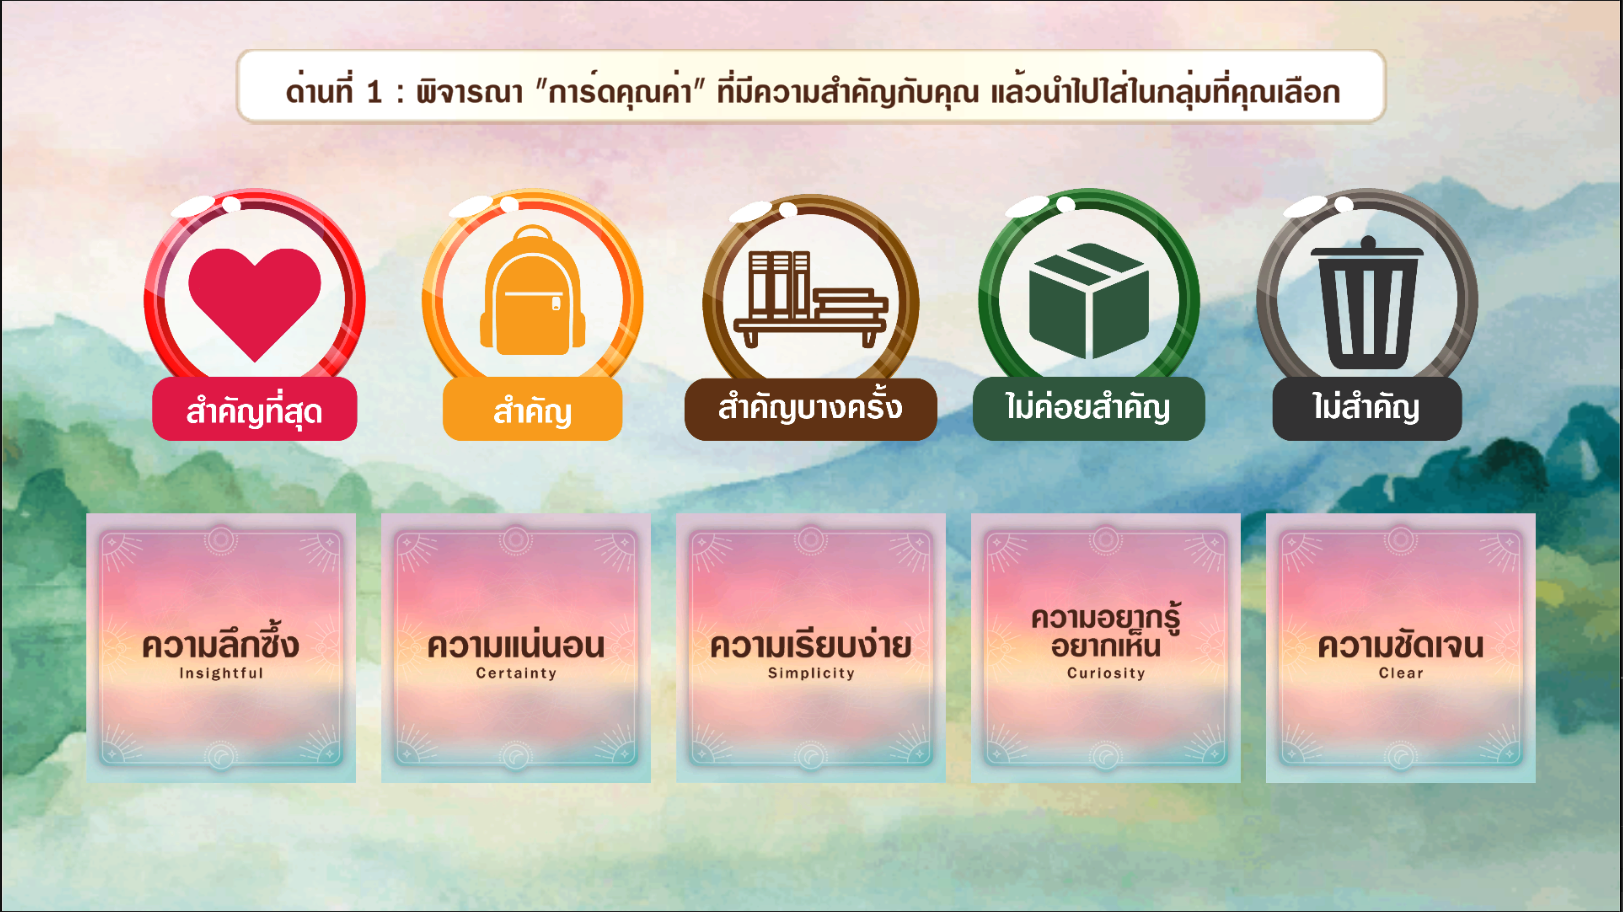 ด่านที่ 1 : พิจารณา "การ์ดคุณค่า" ที่มีความสำคัญกับคุณ แล้วนำไปใส่ในกลุ่มที่คุณเลือก
สำคัญที่สุด
สำคัญ
สำคัญบางครั้ง
ไม่ค่อยสำคัญ
ไม่สำคัญ
ความลึกซึ้ง
Insightful
ความแน่นอน
Certainty
ความเรียบง่าย
Simplicity
ความอยากรู้
อยากเห็น
Curiosity
ความชัดเจน
Clear